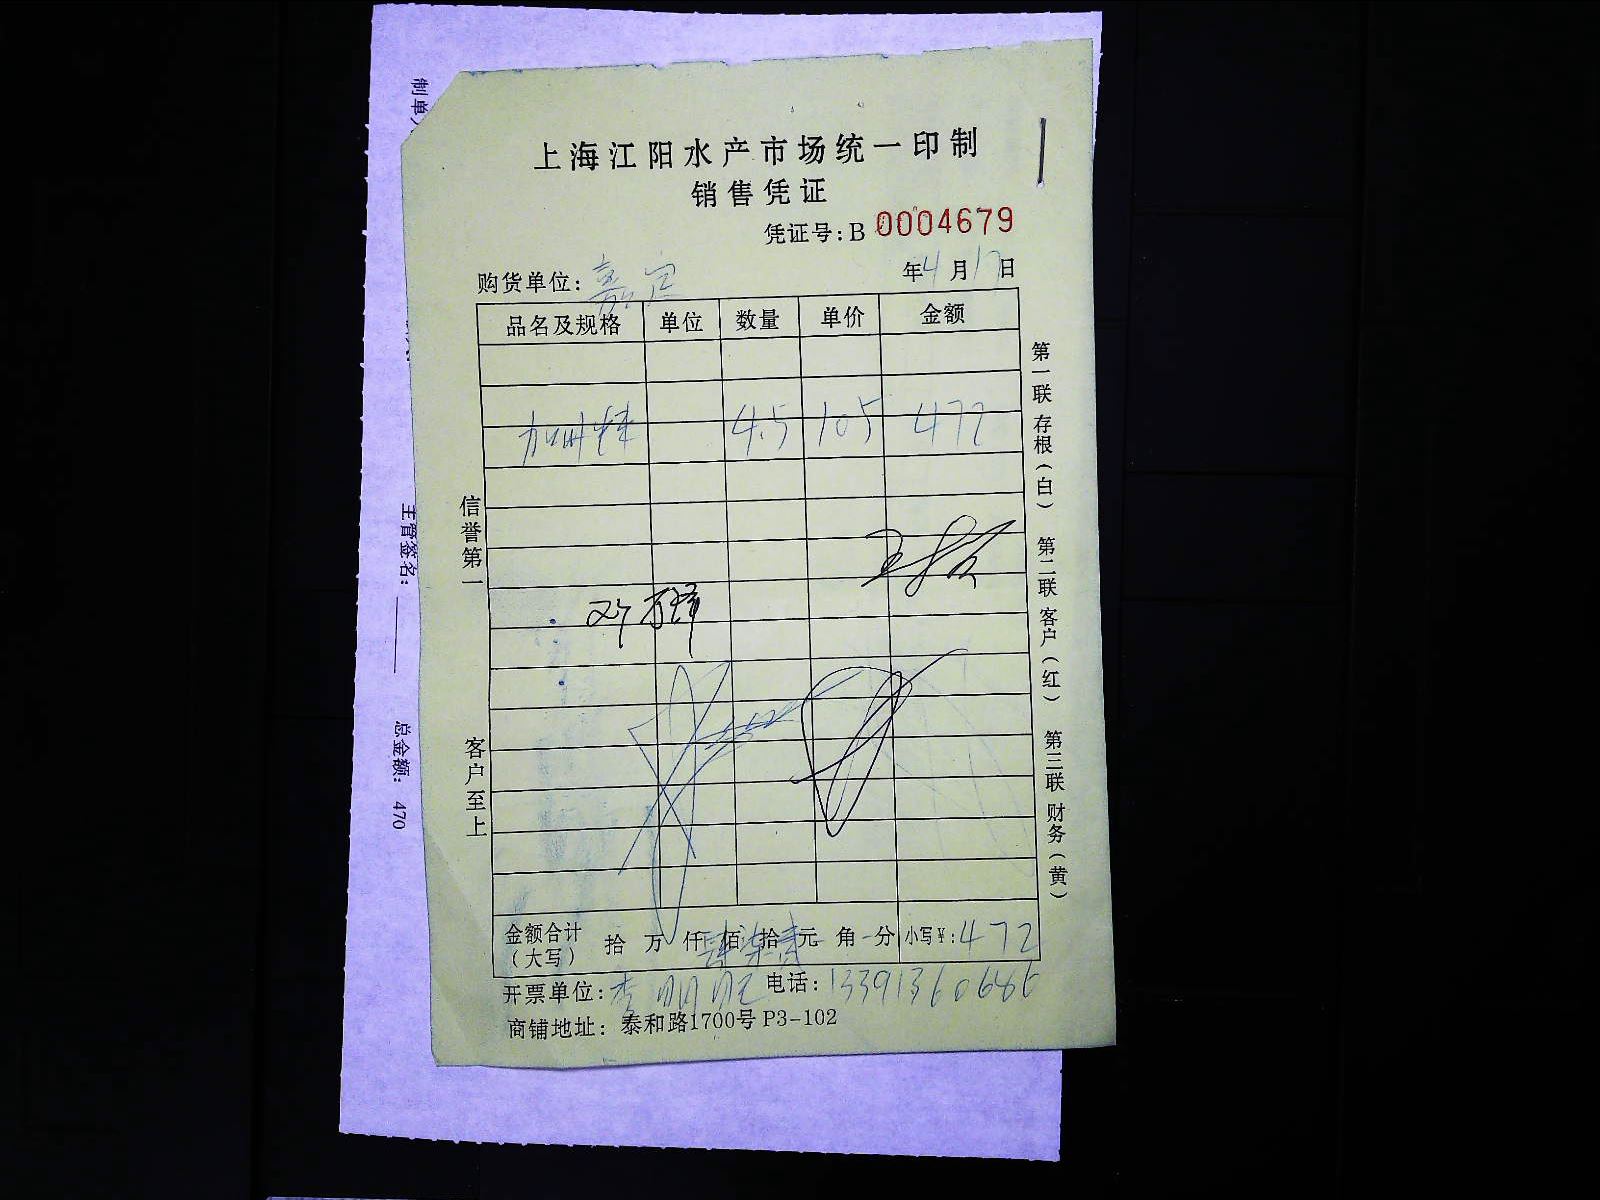 上海江阳水产市场统一印制
销售凭证
凭证号:B 0004679
购货单位: 嘉定 年4月17日
品名及规格 单位 数量 单价 金额
加州鲈 4.5 105 472
信誉第一
客户至上
第一联 存根(白) 第二联 客户(红) 第三联 财务(黄)
金额合计(大写) 拾 万 仟 佰 拾 元 角 分 小写¥:472
开票单位: 电话:
商铺地址: 泰和路1700号P3-102
制单
主管签名:
总金额: 470